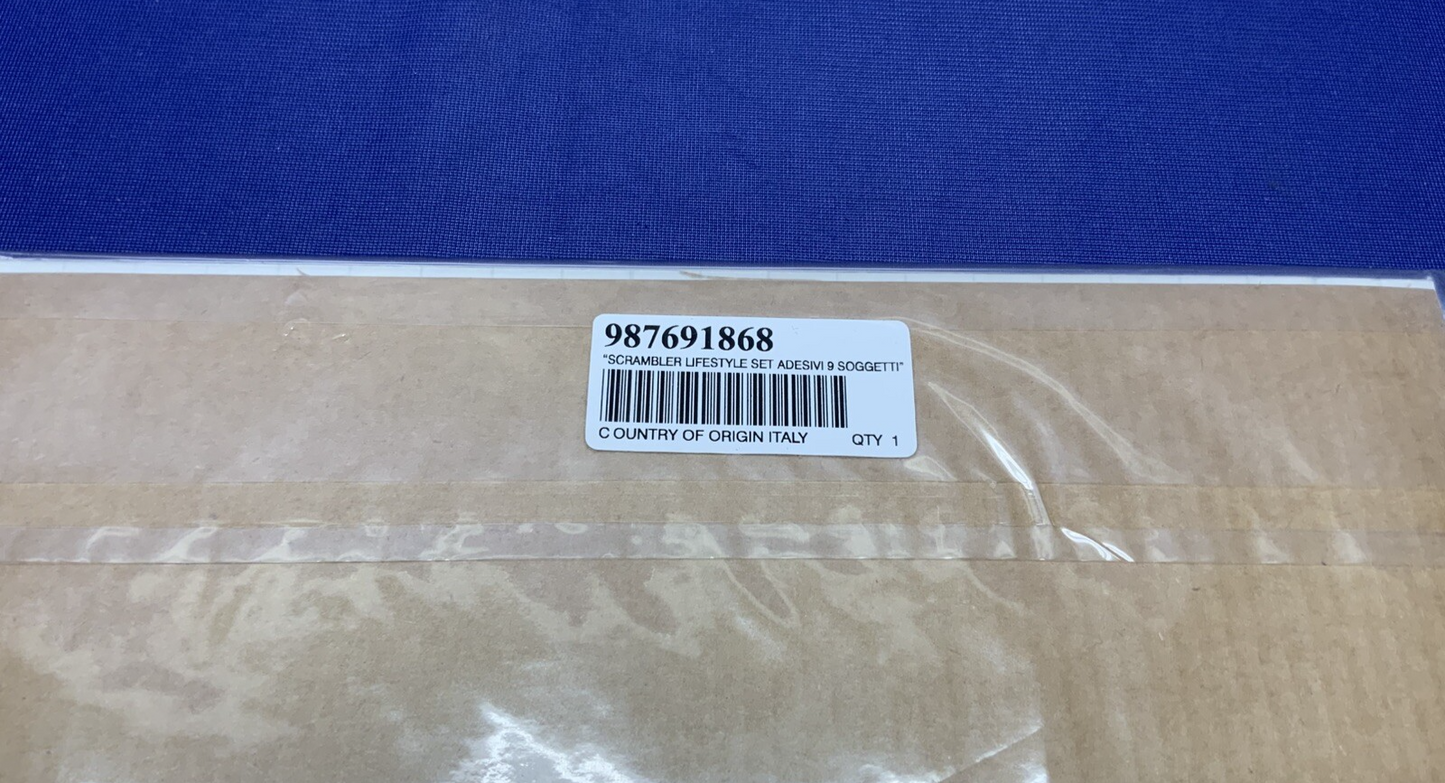 987691868
"SCRAMBLER LIFESTYLE SET ADESIVI 9 SOGGETTI"
C OUNTRY OF ORIGIN ITALY QTY 1